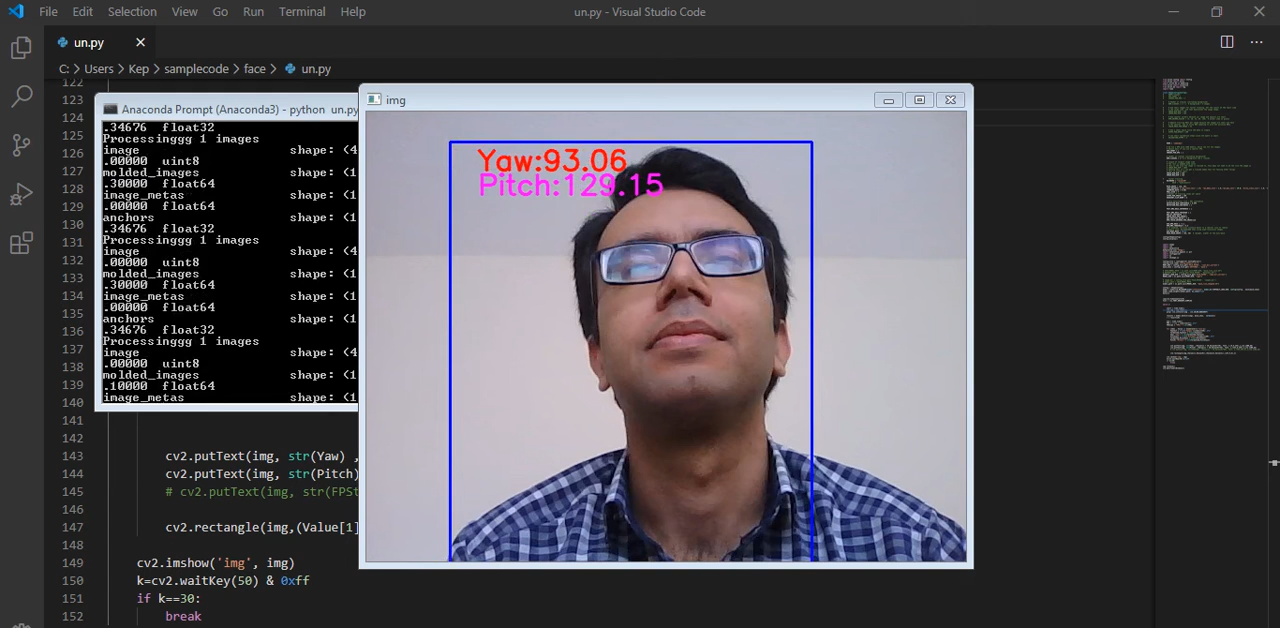 File Edit Selection View Go Run Terminal Help
un.py - Visual Studio Code
un.py
C: > Users > Kep > samplecode > face > un.py
122
123
124
125
126
127
128
129
130
131
132
133
134
135
136
137
138
139
140
141
142
143 cv2.putText(img, str(Yaw) ,
144 cv2.putText(img, str(Pitch)
145 # cv2.putText(img, str(FPSt
146
147 cv2.rectangle(img,(Value[1]
148
149 cv2.imshow('img', img)
150 k=cv2.waitKey(50) & 0xff
151 if k==30:
152 break
Anaconda Prompt (Anaconda3) - python un.py
.34676 float32
Processingg 1 images
image shape: (4
.00000 uint8
molded_images shape: (1
.30000 float64
image_metas shape: (1
.00000 float64
anchors shape: (1
.34676 float32
Processingg 1 images
image shape: (4
.00000 uint8
molded_images shape: (1
.30000 float64
image_metas shape: (1
.00000 float64
anchors shape: (1
.34676 float32
Processingg 1 images
image shape: (4
.00000 uint8
molded_images shape: (1
.10000 float64
image_metas shape: (1
img
Yaw:93.06
Pitch:129.15